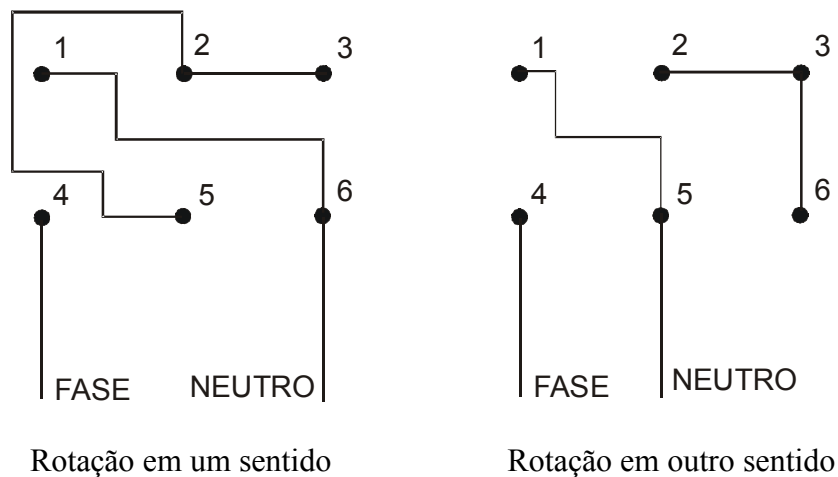 1 2 3 1 2 3
4 5 6 4 5 6
FASE NEUTRO FASE NEUTRO
Rotação em um sentido Rotação em outro sentido